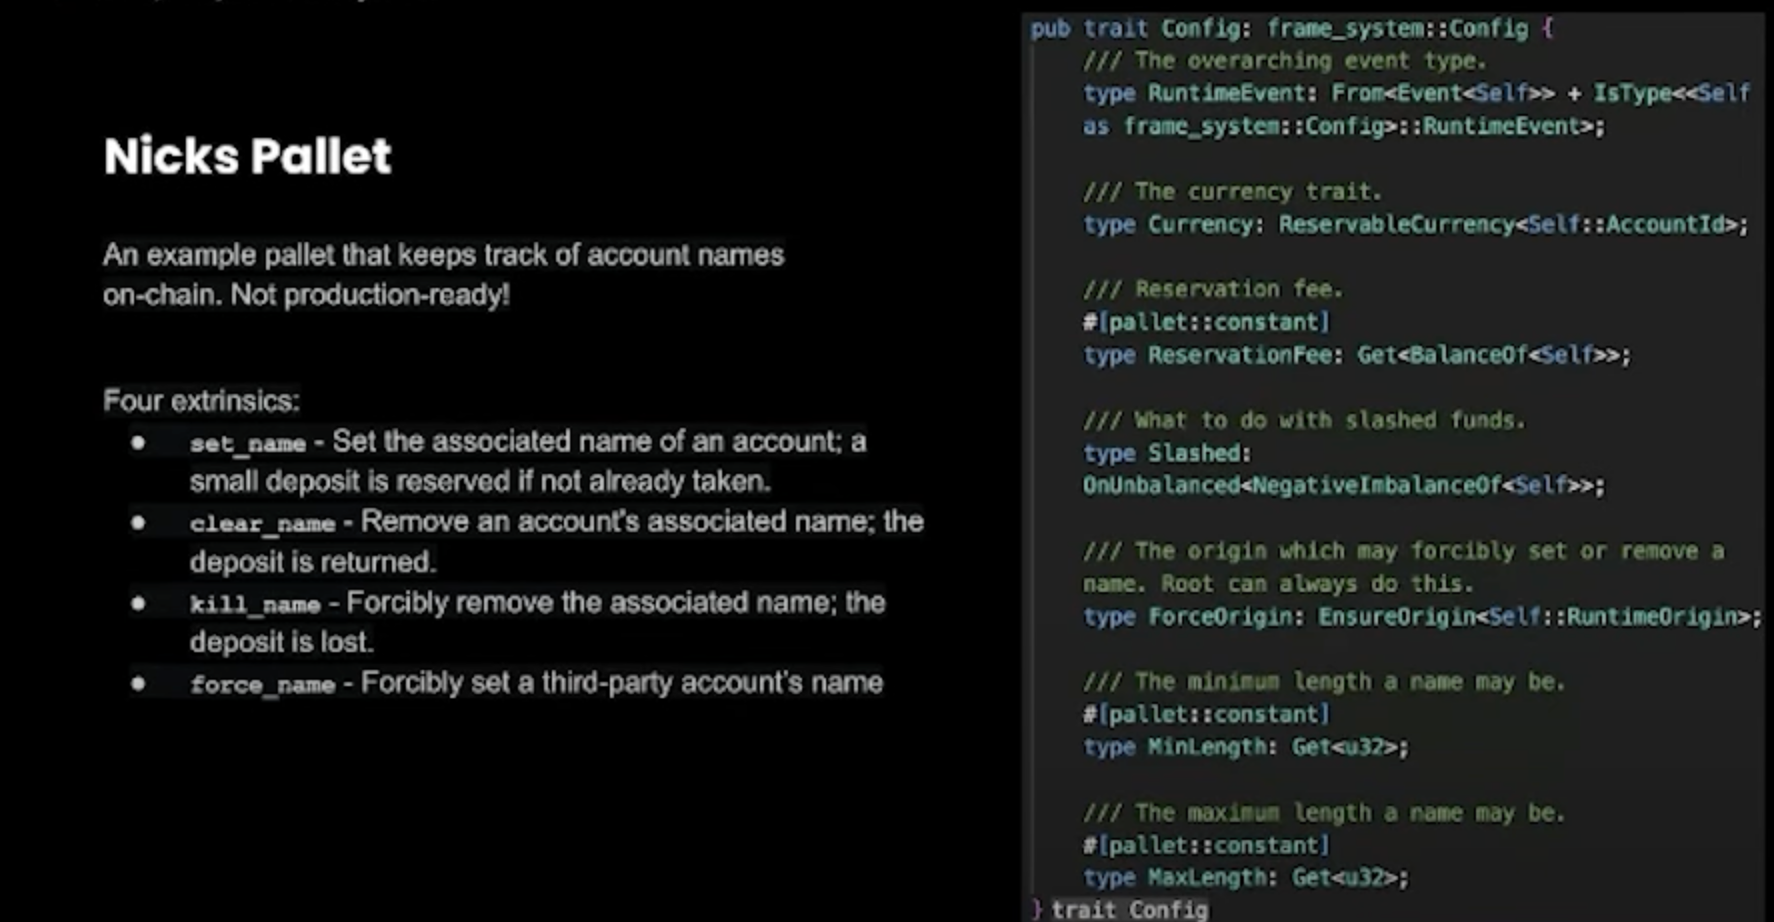 Nicks Pallet
An example pallet that keeps track of account names
on-chain. Not production-ready!
Four extrinsics:
● set_name - Set the associated name of an account; a
small deposit is reserved if not already taken.
● clear_name - Remove an account's associated name; the
deposit is returned.
● kill_name - Forcibly remove the associated name; the
deposit is lost.
● force_name - Forcibly set a third-party account's name
pub trait Config: frame_system::Config {
/// The overarching event type.
type RuntimeEvent: From<Event<Self>> + IsType<<Self
as frame_system::Config>::RuntimeEvent>;
/// The currency trait.
type Currency: ReservableCurrency<Self::AccountId>;
/// Reservation fee.
#[pallet::constant]
type ReservationFee: Get<BalanceOf<Self>>;
/// What to do with slashed funds.
type Slashed:
OnUnbalanced<NegativeImbalanceOf<Self>>;
/// The origin which may forcibly set or remove a
name. Root can always do this.
type ForceOrigin: EnsureOrigin<Self::RuntimeOrigin>;
/// The minimum length a name may be.
#[pallet::constant]
type MinLength: Get<u32>;
/// The maximum length a name may be.
#[pallet::constant]
type MaxLength: Get<u32>;
} trait Config